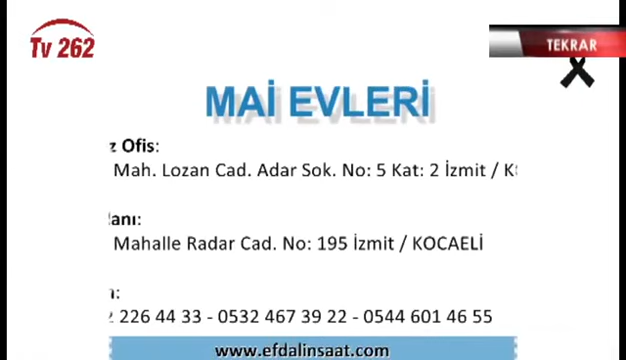 Tv 262
TEKRAR
MAİ EVLERİ
Ofis:
Mah. Lozan Cad. Adar Sok. No: 5 Kat: 2 İzmit /
Mahalle Radar Cad. No: 195 İzmit / KOCAELİ
226 44 33 - 0532 467 39 22 - 0544 601 46 55
www.efdalinsaat.com